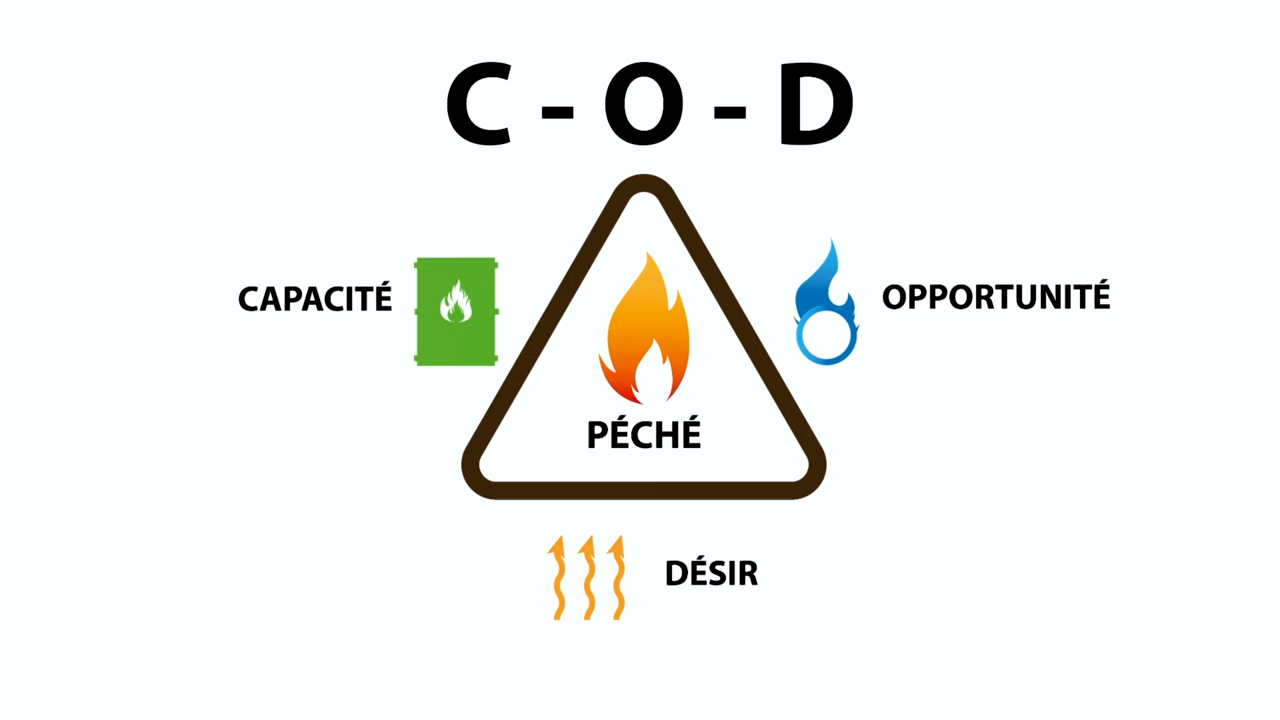 C - O - D
CAPACITÉ
OPPORTUNITÉ
PÉCHÉ
DÉSIR